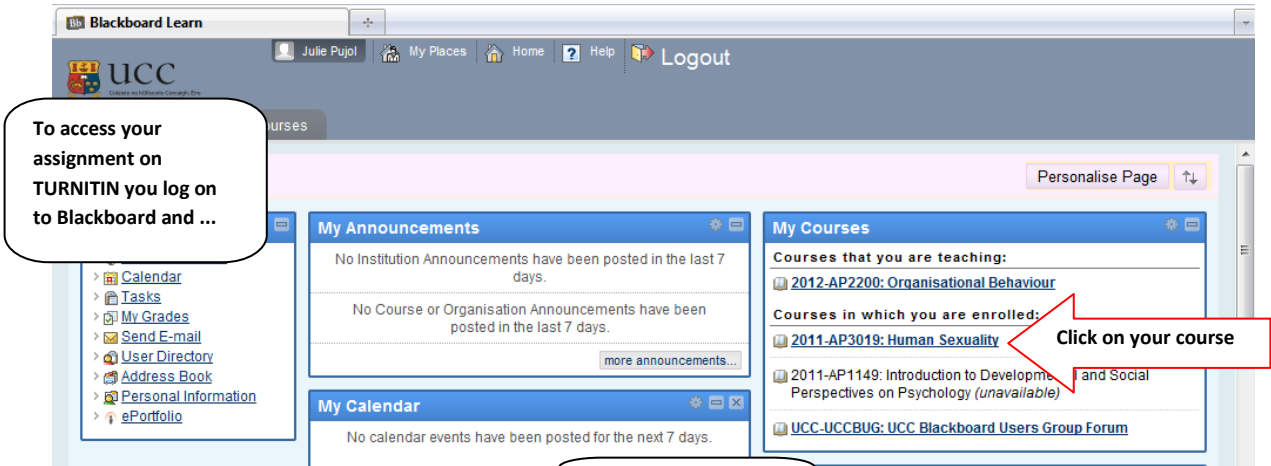 Blackboard Learn
Julie Pujol
My Places
Home
Help
Logout
UCC
To access your
assignment on
TURNITIN you log on
to Blackboard and ...
urses
Personalise Page
Calendar
Tasks
My Grades
Send E-mail
User Directory
Address Book
Personal Information
ePortfolio
My Announcements
No Institution Announcements have been posted in the last 7
days.
No Course or Organisation Announcements have been
posted in the last 7 days.
more announcements...
My Calendar
No calendar events have been posted for the next 7 days.
My Courses
Courses that you are teaching:
2012-AP2200: Organisational Behaviour
Courses in which you are enrolled:
2011-AP3019: Human Sexuality
Click on your course
2011-AP1149: Introduction to Developmental and Social
Perspectives on Psychology (unavailable)
UCC-UCCBUG: UCC Blackboard Users Group Forum